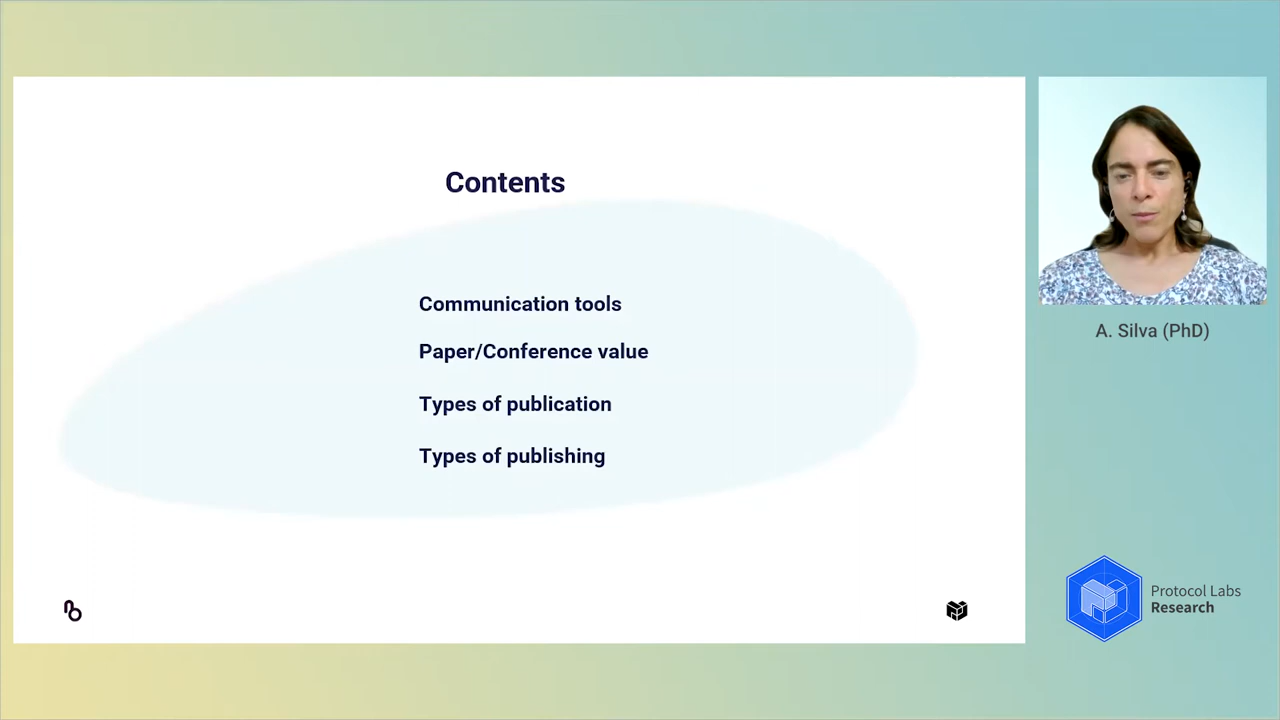 Contents
Communication tools
Paper/Conference value
Types of publication
Types of publishing
A. Silva (PhD)
Protocol Labs
Research